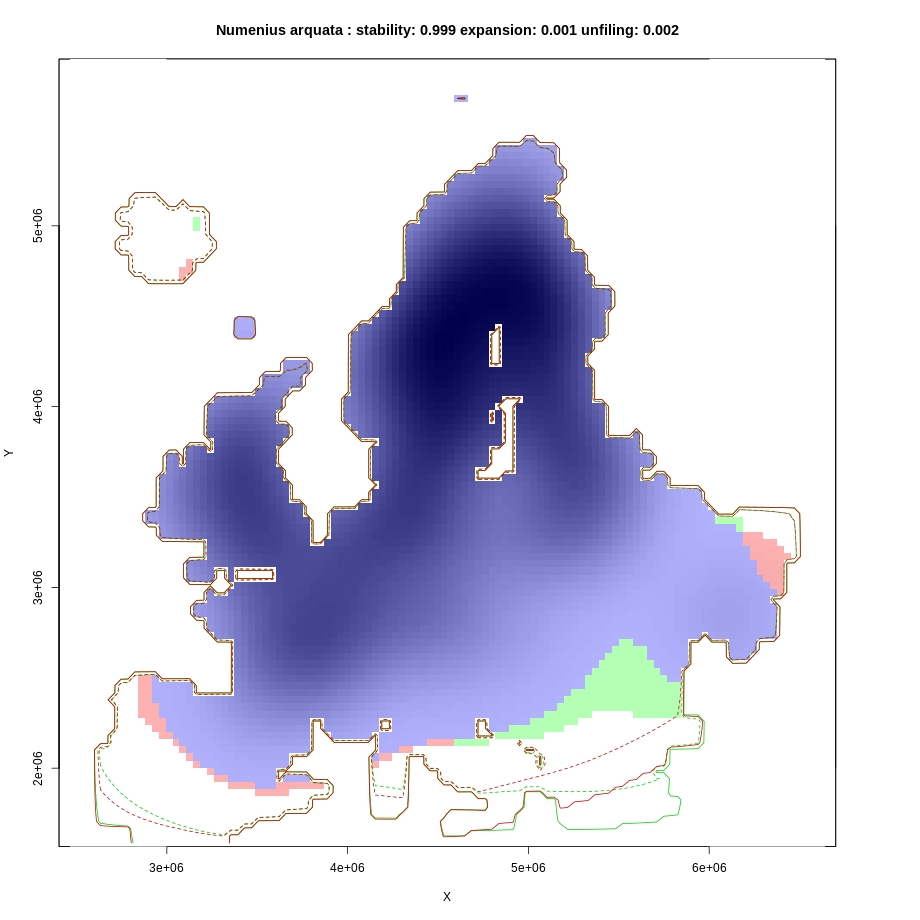 Numenius arquata : stability: 0.999 expansion: 0.001 unfiling: 0.002
5e+06
4e+06
Y
3e+06
2e+06
3e+06 4e+06 5e+06 6e+06
X